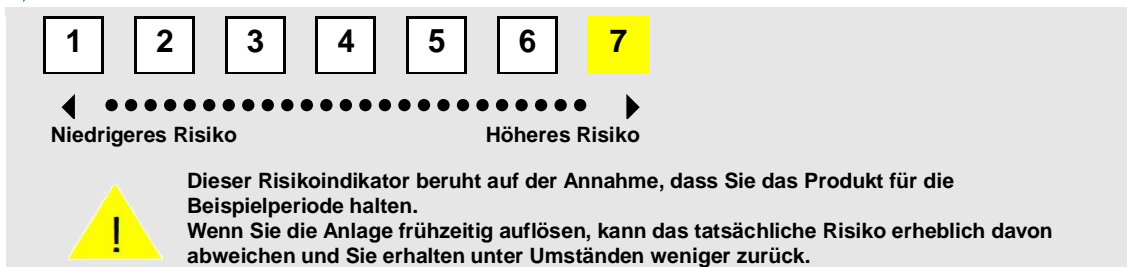 1 2 3 4 5 6 7
Niedrigeres Risiko Höheres Risiko
Dieser Risikoindikator beruht auf der Annahme, dass Sie das Produkt für die
Beispielperiode halten.
Wenn Sie die Anlage frühzeitig auflösen, kann das tatsächliche Risiko erheblich davon
abweichen und Sie erhalten unter Umständen weniger zurück.
!